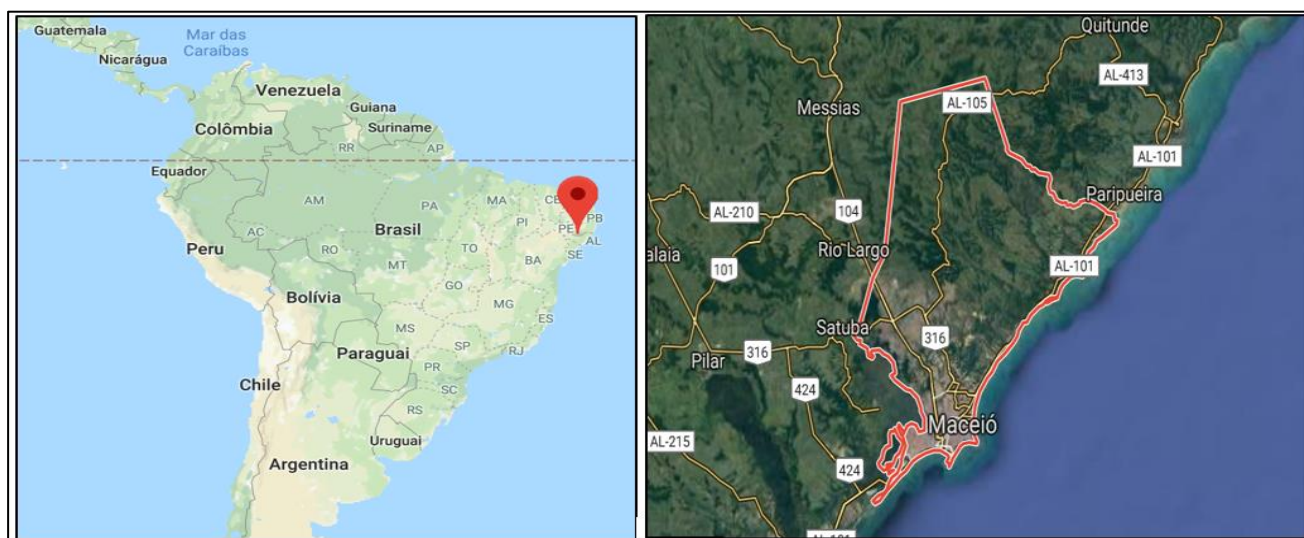 Guatemala
Mar das
Caraíbas
Nicarágua
Venezuela
Guiana
Suriname
Colômbia
RR
AP
Equador
AM
PA
MA
CE
PB
PI
PE
AL
SE
AC
RO
Brasil
TO
BA
Peru
MT
GO
Bolívia
MG
ES
MS
SP
RJ
Paraguai
PR
SC
Chile
RS
Uruguai
Argentina
Quitunde
AL-413
AL-105
Messias
AL-101
Paripueira
AL-210
104
Rio Largo
alaia
101
AL-101
Satuba
316
316
Pilar
424
Maceió
AL-215
424